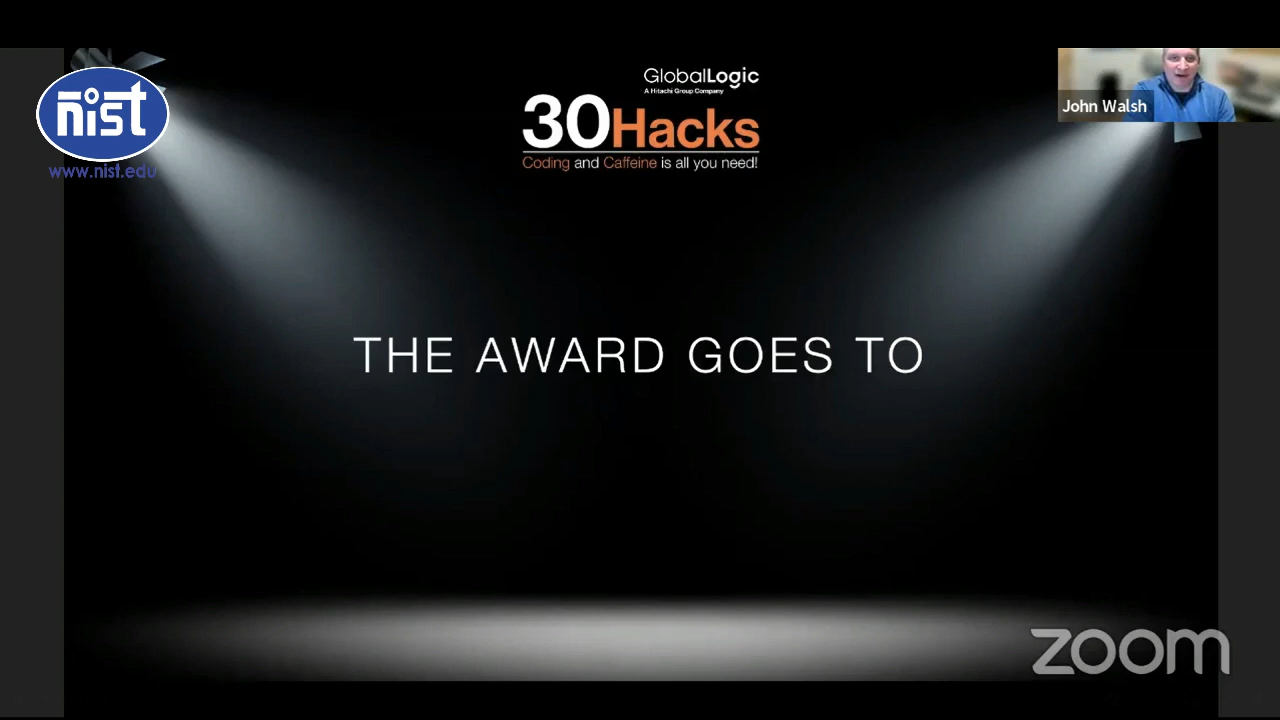 nist
www.nist.edu
GlobalLogic
A Hitachi Group Company
30Hacks
Coding and Caffeine is all you need!
John Walsh
THE AWARD GOES TO
zoom